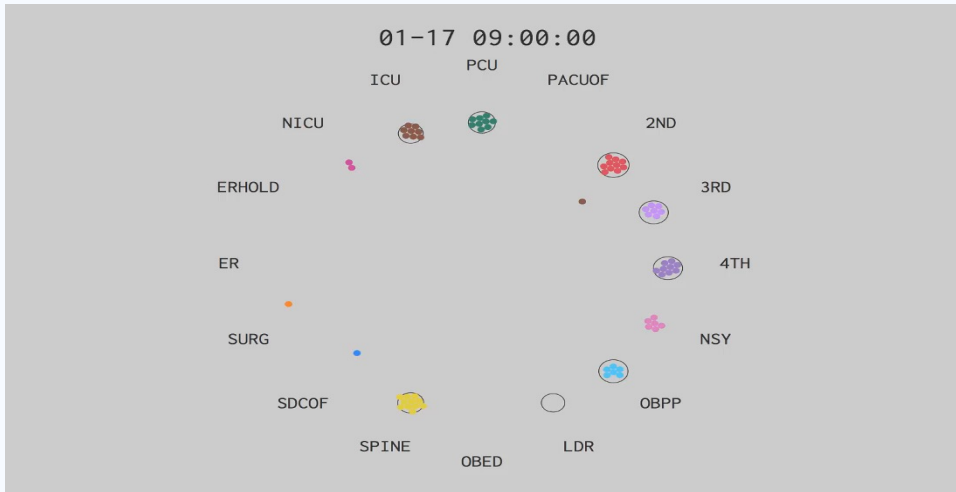 01-17 09:00:00
PCU
ICU
PACUOF
NICU
2ND
ERHOLD
3RD
ER
4TH
SURG
NSY
SDCOF
OBPP
SPINE
LDR
OBED